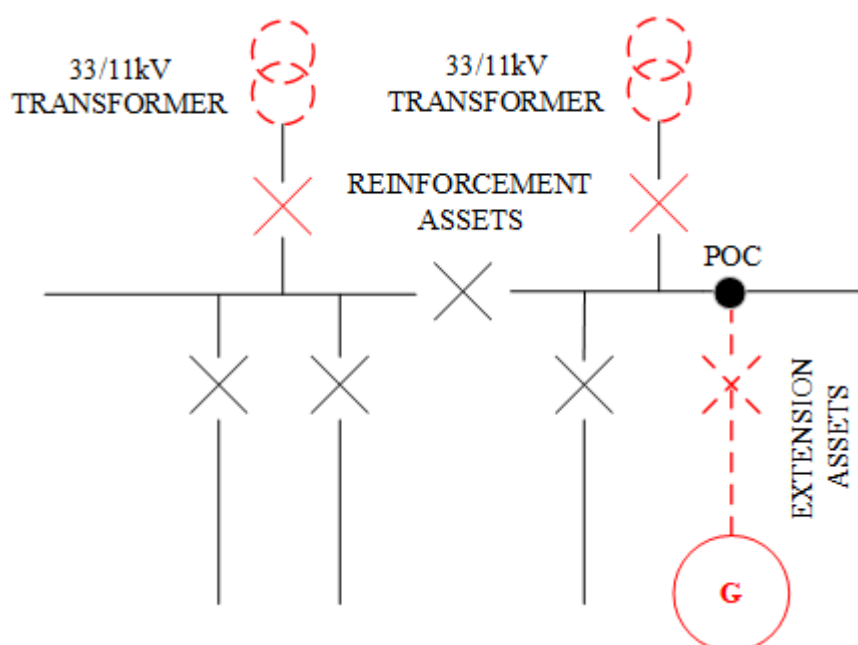 33/11kV
TRANSFORMER
33/11kV
TRANSFORMER
REINFORCEMENT
ASSETS
POC
EXTENSION
ASSETS
G